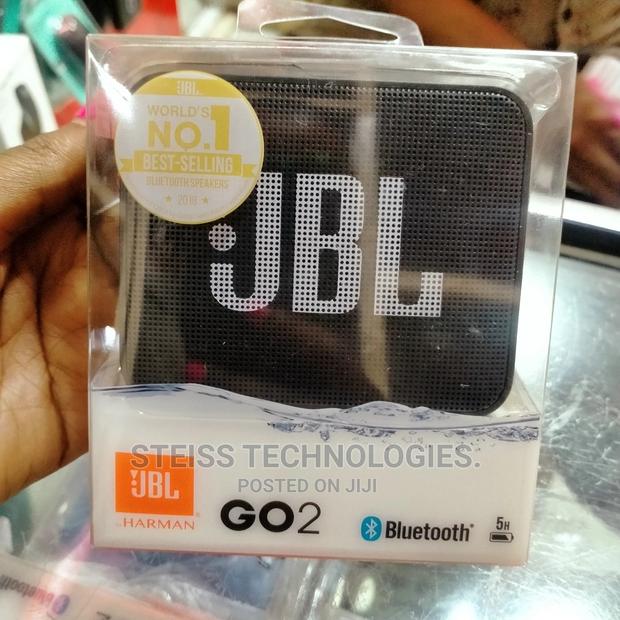 JBL
WORLD'S
NO.1
BEST-SELLING
BLUETOOTH SPEAKERS
★ 2018 ★
JBL
STEISS TECHNOLOGIES.
POSTED ON JIJI
JBL®
by HARMAN
GO2
Bluetooth®
5H
Bluetooth